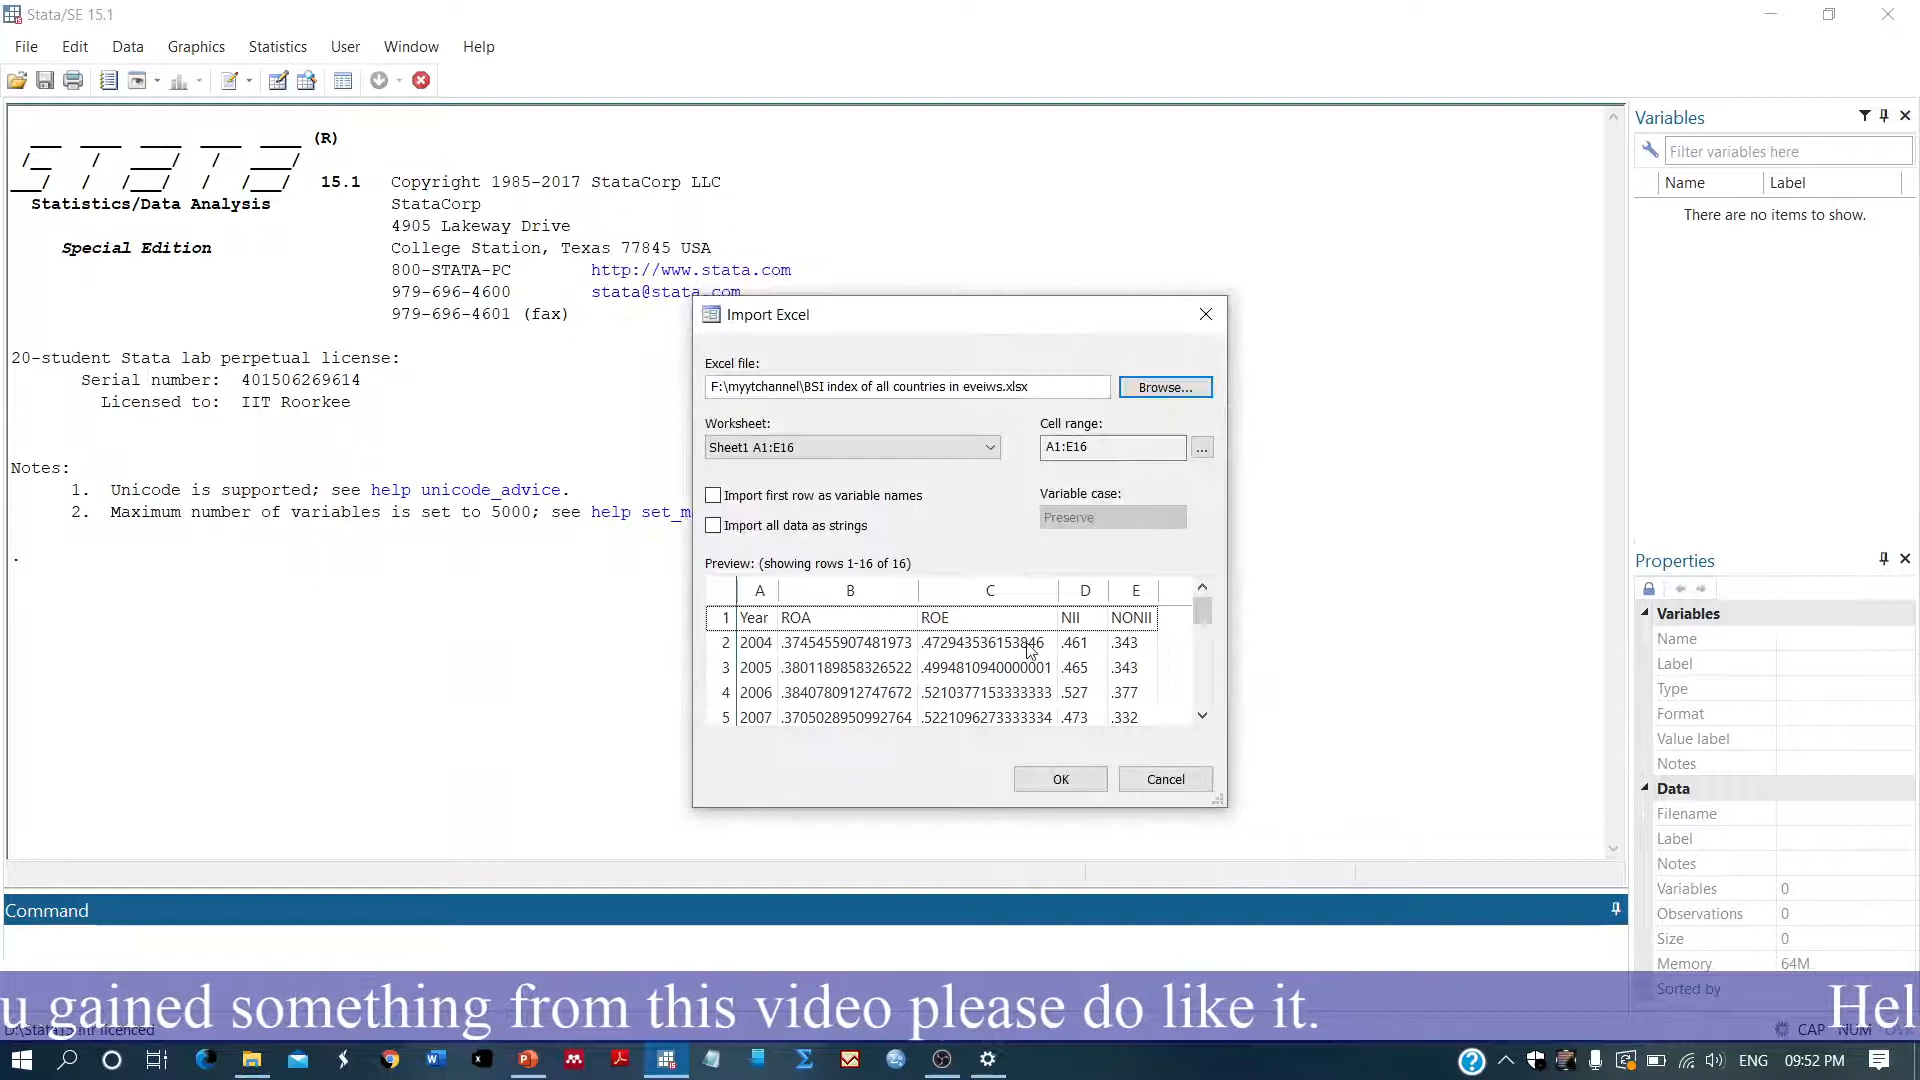 Stata/SE 15.1
File Edit Data Graphics Statistics User Window Help
(R)
15.1 Copyright 1985-2017 StataCorp LLC
Statistics/Data Analysis StataCorp
4905 Lakeway Drive
Special Edition College Station, Texas 77845 USA
800-STATA-PC http://www.stata.com
979-696-4600 stata@stata.com
979-696-4601 (fax)
20-student Stata lab perpetual license:
Serial number: 401506269614
Licensed to: IIT Roorkee
Notes:
1. Unicode is supported; see help unicode_advice.
2. Maximum number of variables is set to 5000; see help set_m
.
Import Excel
Excel file:
F:\myytchannel\BSI index of all countries in eveiws.xlsx Browse...
Worksheet: Cell range:
Sheet1 A1:E16 A1:E16 ...
Import first row as variable names Variable case:
Import all data as strings Preserve
Preview: (showing rows 1-16 of 16)
A B C D E
1 Year ROA ROE NII NONII
2 2004 .3745455907481973 .472943536153846 .461 .343
3 2005 .3801189858326522 .4994810940000001 .465 .343
4 2006 .3840780912747672 .5210377153333333 .527 .377
5 2007 .3705028950992764 .5221096273333334 .473 .332
OK Cancel
Variables
Filter variables here
Name Label
There are no items to show.
Properties
Variables
Name
Label
Type
Format
Value label
Notes
Data
Filename
Label
Notes
Variables 0
Observations 0
Size 0
Memory 64M
Sorted by
Command
u gained something from this video please do like it. Hel
CAP NUM
ENG 09:52 PM